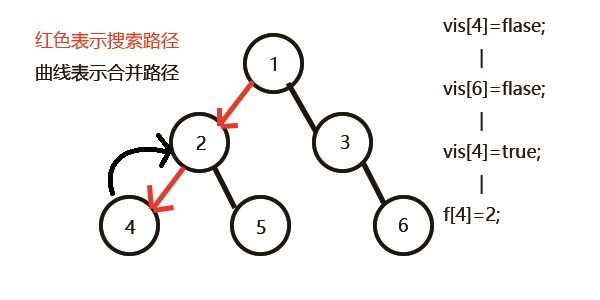 红色表示搜索路径
曲线表示合并路径
1
2
3
4
5
6
vis[4]=flase;
|
vis[6]=flase;
|
vis[4]=true;
|
f[4]=2;